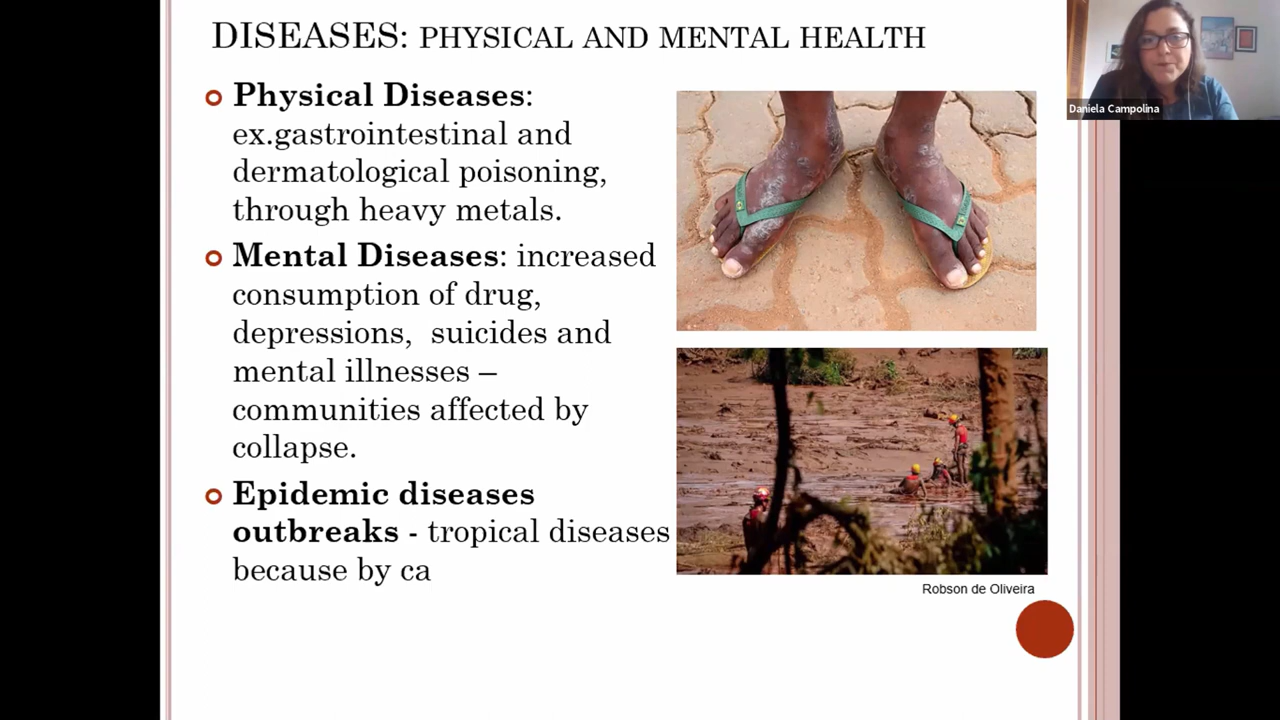 DISEASES: PHYSICAL AND MENTAL HEALTH
Physical Diseases:
ex.gastrointestinal and
dermatological poisoning,
through heavy metals.
Mental Diseases: increased
consumption of drug,
depressions, suicides and
mental illnesses –
communities affected by
collapse.
Epidemic diseases
outbreaks - tropical diseases
because by ca
Robson de Oliveira
Daniela Campolina